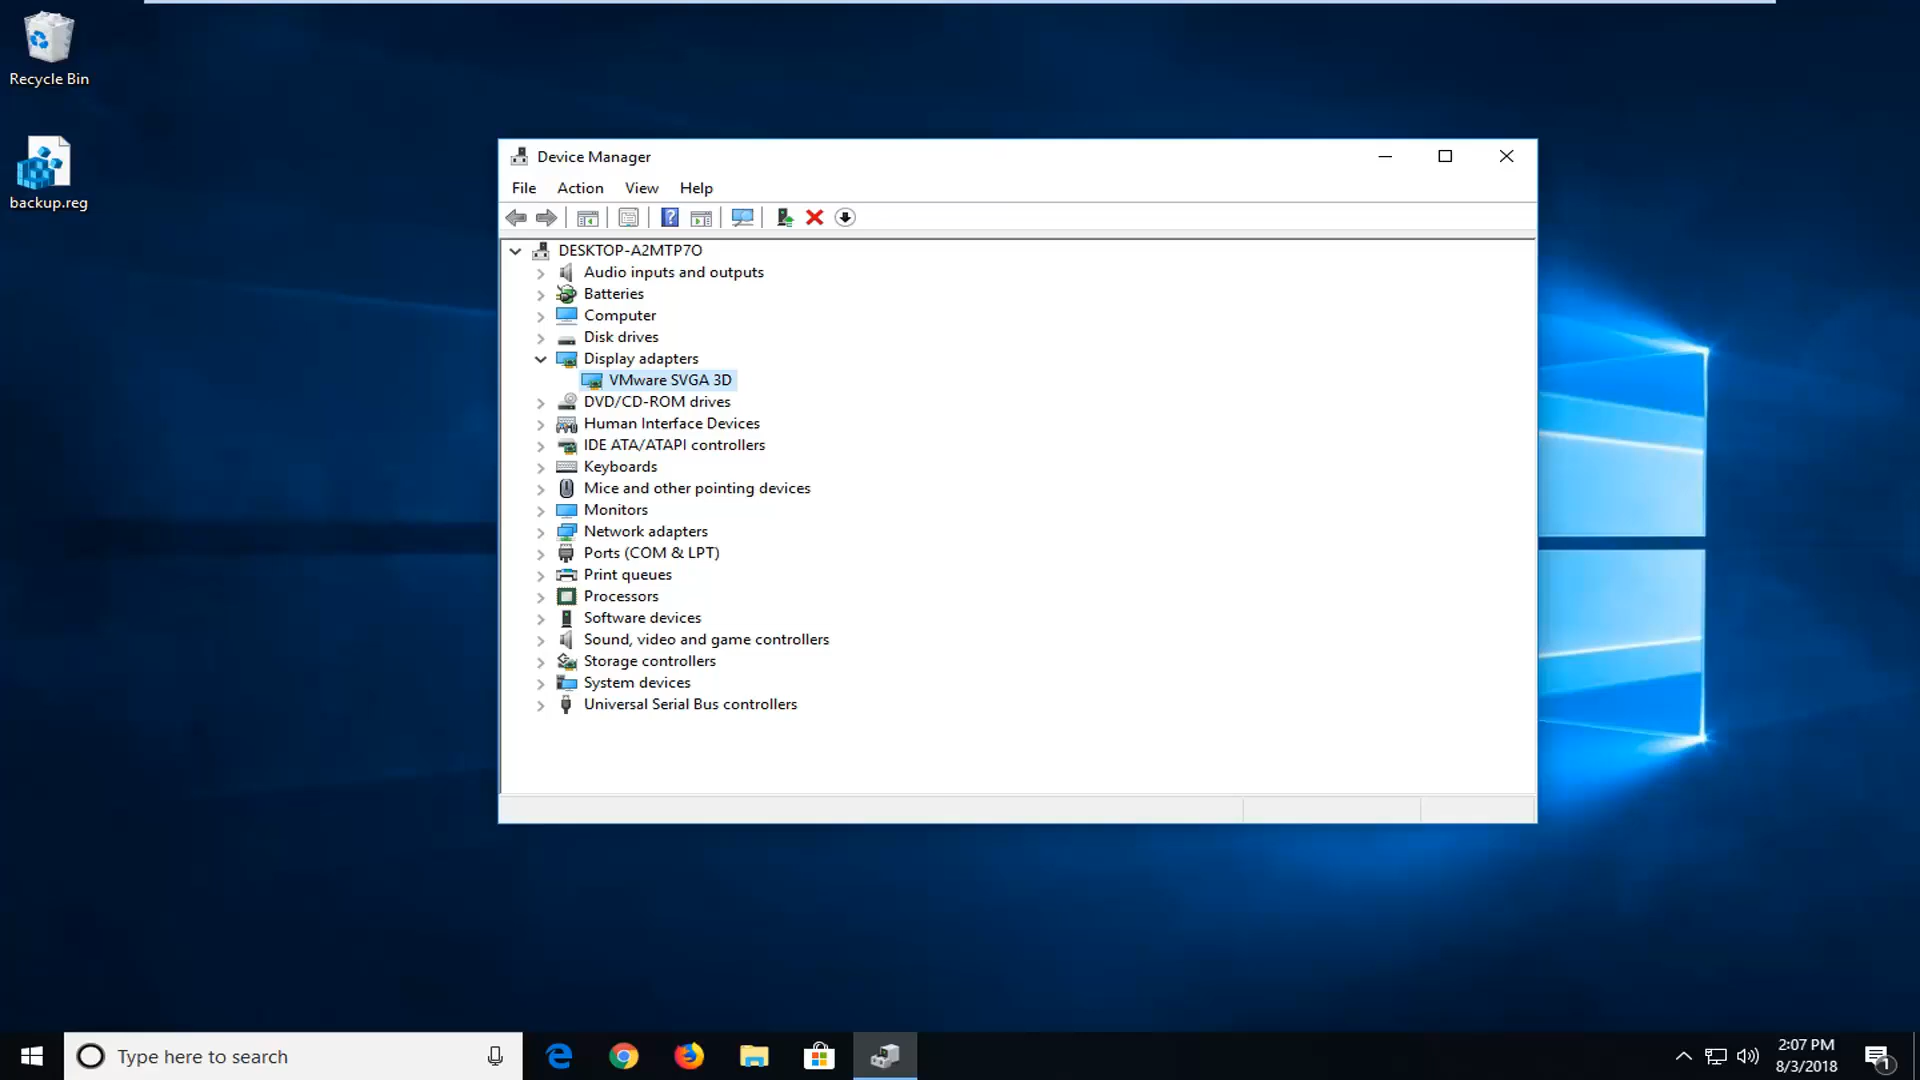 Recycle Bin
backup.reg
Device Manager
File Action View Help
DESKTOP-A2MTP7O
Audio inputs and outputs
Batteries
Computer
Disk drives
Display adapters
VMware SVGA 3D
DVD/CD-ROM drives
Human Interface Devices
IDE ATA/ATAPI controllers
Keyboards
Mice and other pointing devices
Monitors
Network adapters
Ports (COM & LPT)
Print queues
Processors
Software devices
Sound, video and game controllers
Storage controllers
System devices
Universal Serial Bus controllers
Type here to search
2:07 PM
8/3/2018
1